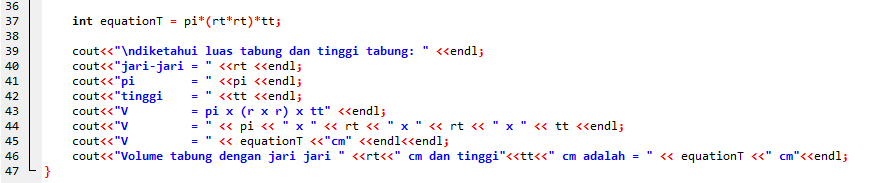 36
37 int equationT = pi*(rt*rt)*tt;
38
39 cout<<"\ndiketahui luas tabung dan tinggi tabung: " <<endl;
40 cout<<"jari-jari = " <<rt <<endl;
41 cout<<"pi        = " <<pi <<endl;
42 cout<<"tinggi    = " <<tt <<endl;
43 cout<<"V         = pi x (r x r) x tt" <<endl;
44 cout<<"V         = " << pi << " x " << rt << " x " << rt << " x " << tt <<endl;
45 cout<<"V         = " << equationT <<"cm" <<endl<<endl;
46 cout<<"Volume tabung dengan jari jari " <<rt<<" cm dan tinggi"<<tt<<" cm adalah = " << equationT <<" cm"<<endl;
47 }